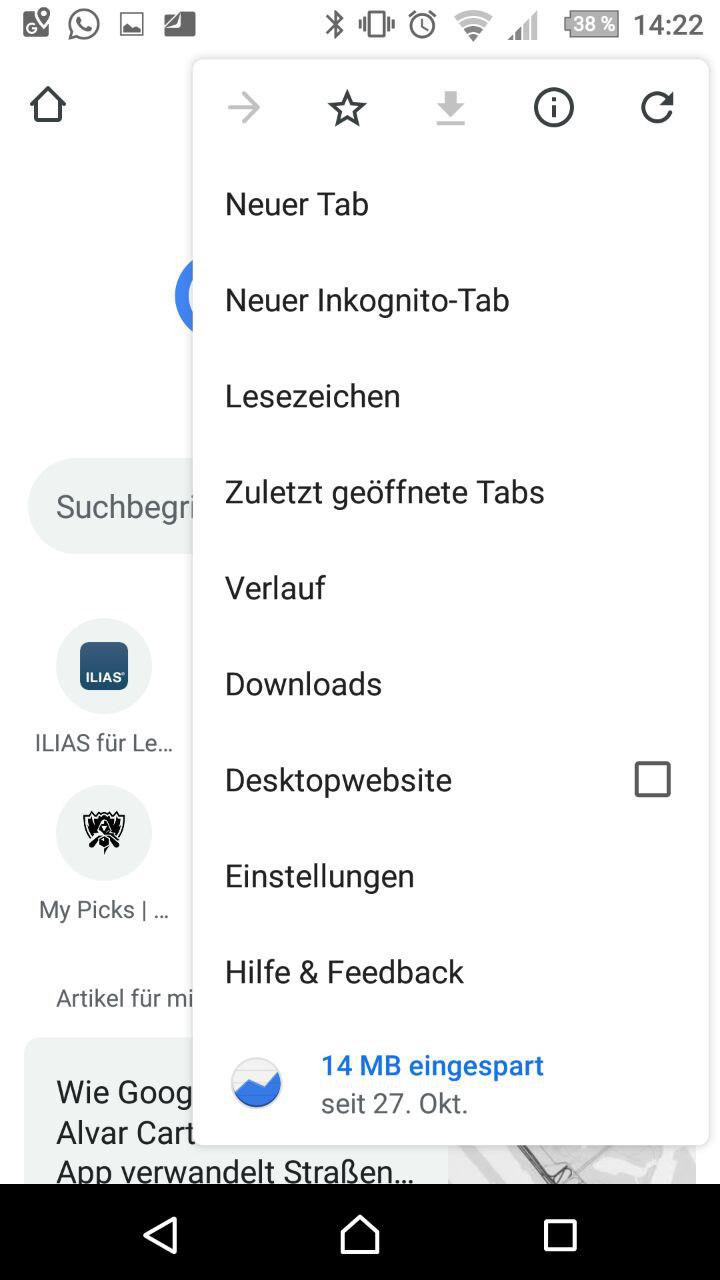 38 % 14:22
Neuer Tab
Neuer Inkognito-Tab
Lesezeichen
Zuletzt geöffnete Tabs
Verlauf
Downloads
Desktopwebsite
Einstellungen
Hilfe & Feedback
14 MB eingespart
seit 27. Okt.
Suchbegri
ILIAS
ILIAS für Le...
My Picks | ...
Artikel für mi
Wie Goog
Alvar Cart
App verwandelt Straßen...